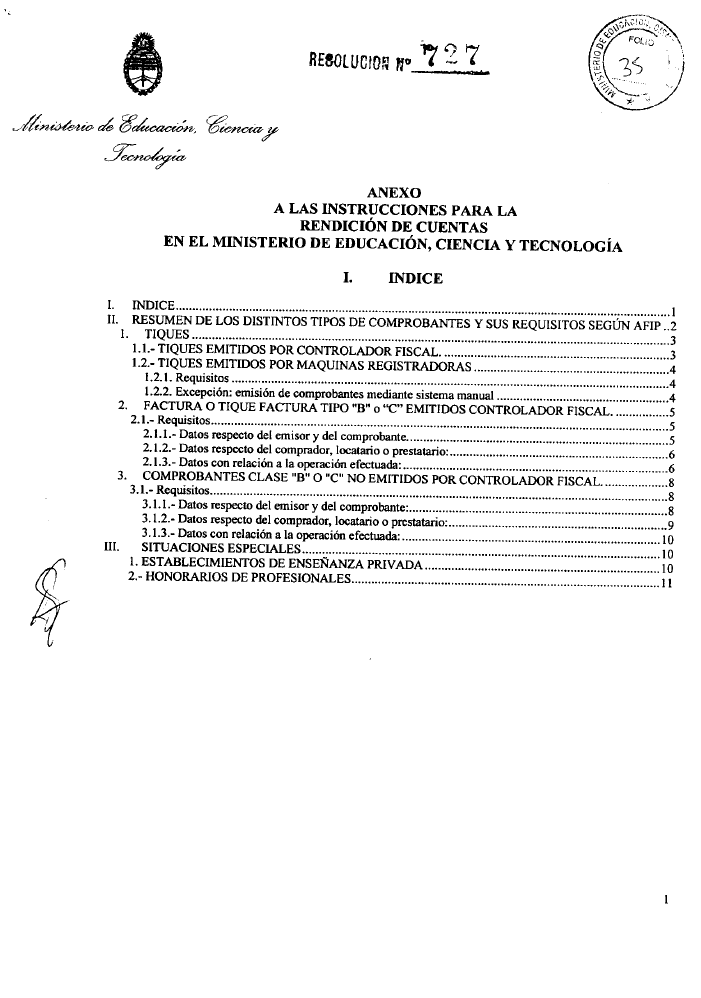 RESOLUCION Nº 727
MINISTERIO DE EDUCACIÓN,
FOLIO
35
Ministerio de Educación, Ciencia y
Tecnología
ANEXO
A LAS INSTRUCCIONES PARA LA
RENDICIÓN DE CUENTAS
EN EL MINISTERIO DE EDUCACIÓN, CIENCIA Y TECNOLOGÍA
I. INDICE
I. INDICE...1
II. RESUMEN DE LOS DISTINTOS TIPOS DE COMPROBANTES Y SUS REQUISITOS SEGÚN AFIP ..2
1. TIQUES ...3
1.1.- TIQUES EMITIDOS POR CONTROLADOR FISCAL. ...3
1.2.- TIQUES EMITIDOS POR MAQUINAS REGISTRADORAS ...4
1.2.1. Requisitos ...4
1.2.2. Excepción: emisión de comprobantes mediante sistema manual ...4
2. FACTURA O TIQUE FACTURA TIPO "B" o "C" EMITIDOS CONTROLADOR FISCAL. ...5
2.1.- Requisitos...5
2.1.1.- Datos respecto del emisor y del comprobante...5
2.1.2.- Datos respecto del comprador, locatario o prestatario:...6
2.1.3.- Datos con relación a la operación efectuada:...6
3. COMPROBANTES CLASE "B" O "C" NO EMITIDOS POR CONTROLADOR FISCAL. ...8
3.1.- Requisitos...8
3.1.1.- Datos respecto del emisor y del comprobante:...8
3.1.2.- Datos respecto del comprador, locatario o prestatario:...9
3.1.3.- Datos con relación a la operación efectuada:...10
III. SITUACIONES ESPECIALES...10
1. ESTABLECIMIENTOS DE ENSEÑANZA PRIVADA ...10
2.- HONORARIOS DE PROFESIONALES...11
1